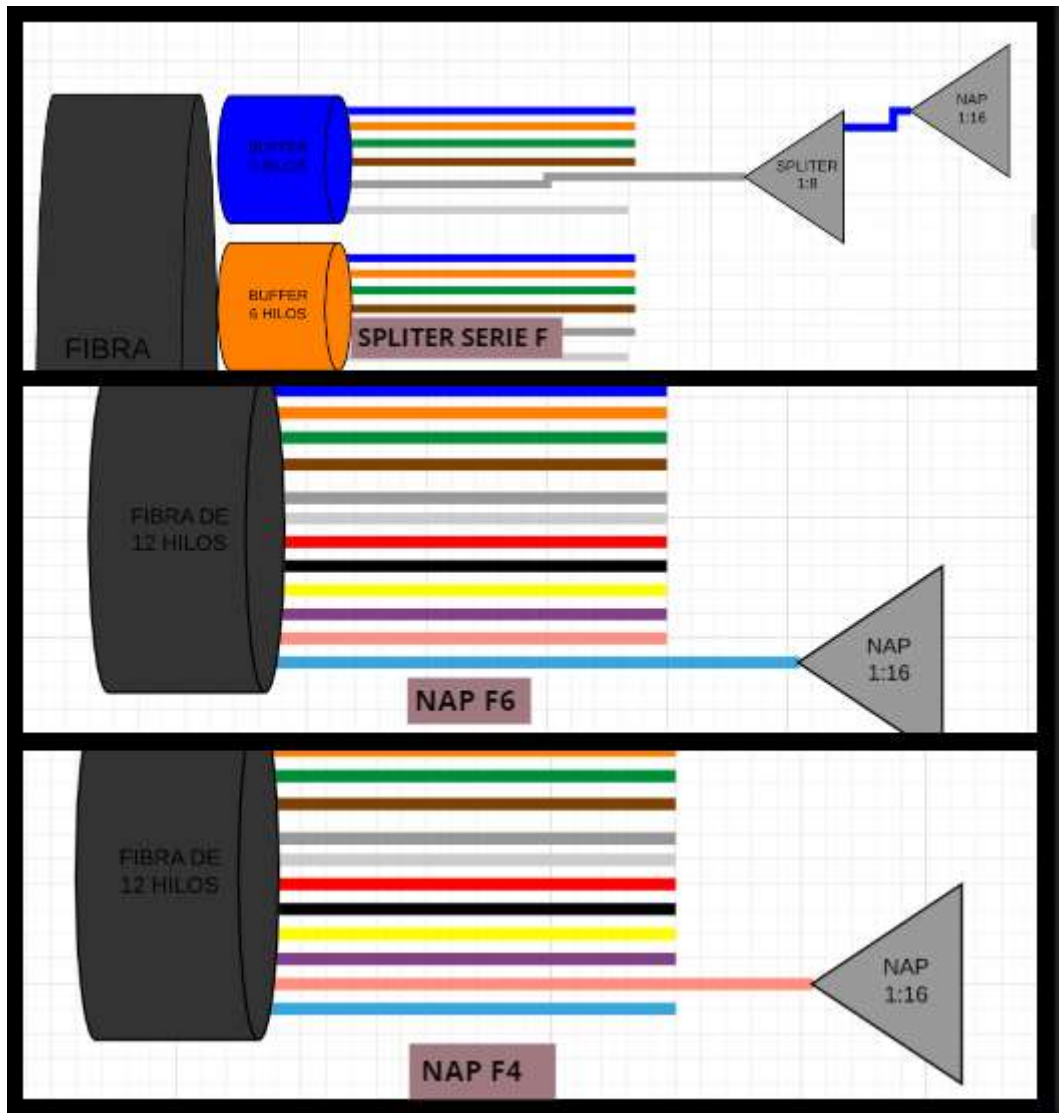 NAP
1:16
SPLITER
1:8
BUFFER
6 HILOS
BUFFER
6 HILOS
FIBRA
SPLITER SERIE F
FIBRA DE
12 HILOS
NAP
1:16
NAP F6
FIBRA DE
12 HILOS
NAP
1:16
NAP F4